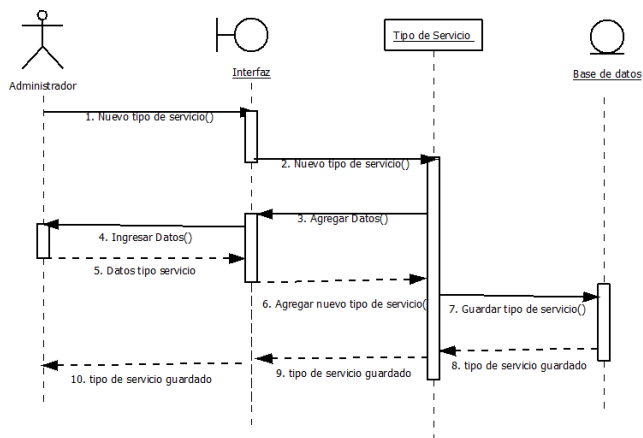 Administrador
Interfaz
Tipo de Servicio
Base de datos
1. Nuevo tipo de servicio()
2. Nuevo tipo de servicio()
3. Agregar Datos()
4. Ingresar Datos()
5. Datos tipo servicio
6. Agregar nuevo tipo de servicio(
7. Guardar tipo de servicio()
8. tipo de servicio guardado
9. tipo de servicio guardado
10. tipo de servicio guardado